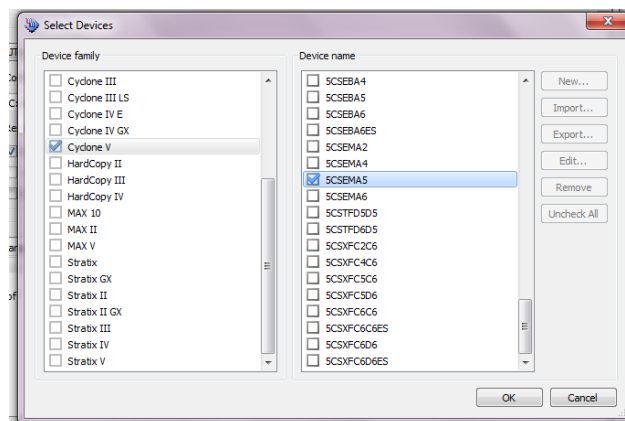 Select Devices
Device family
Cyclone III
Cyclone III LS
Cyclone IV E
Cyclone IV GX
Cyclone V
HardCopy II
HardCopy III
HardCopy IV
MAX 10
MAX II
MAX V
Stratix
Stratix GX
Stratix II
Stratix II GX
Stratix III
Stratix IV
Stratix V
Device name
5CSEBA4
5CSEBA5
5CSEBA6
5CSEBA6ES
5CSEMA2
5CSEMA4
5CSEMA5
5CSEMA6
5CSTFD5D5
5CSTFD6D5
5CSXFC2C6
5CSXFC4C6
5CSXFC5C6
5CSXFC5D6
5CSXFC6C6
5CSXFC6C6ES
5CSXFC6D6
5CSXFC6D6ES
New...
Import...
Export...
Edit...
Remove
Uncheck All
OK
Cancel